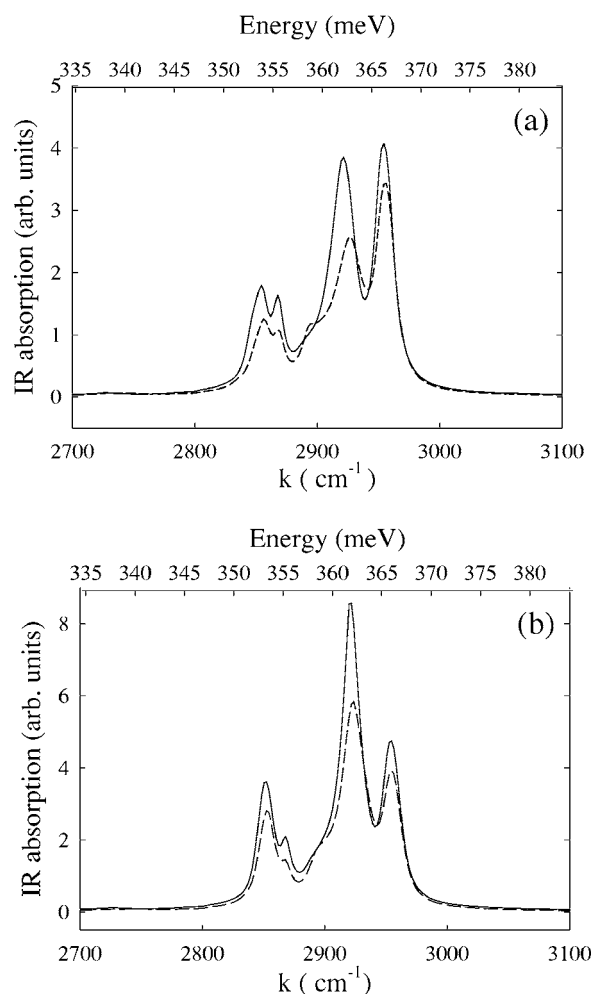 Energy (meV)
335 340 345 350 355 360 365 370 375 380
(a)
5
4
3
2
1
0
IR absorption (arb. units)
2700 2800 2900 3000 3100
k ( cm-1 )
Energy (meV)
335 340 345 350 355 360 365 370 375 380
(b)
8
6
4
2
0
IR absorption (arb. units)
2700 2800 2900 3000 3100
k ( cm-1 )